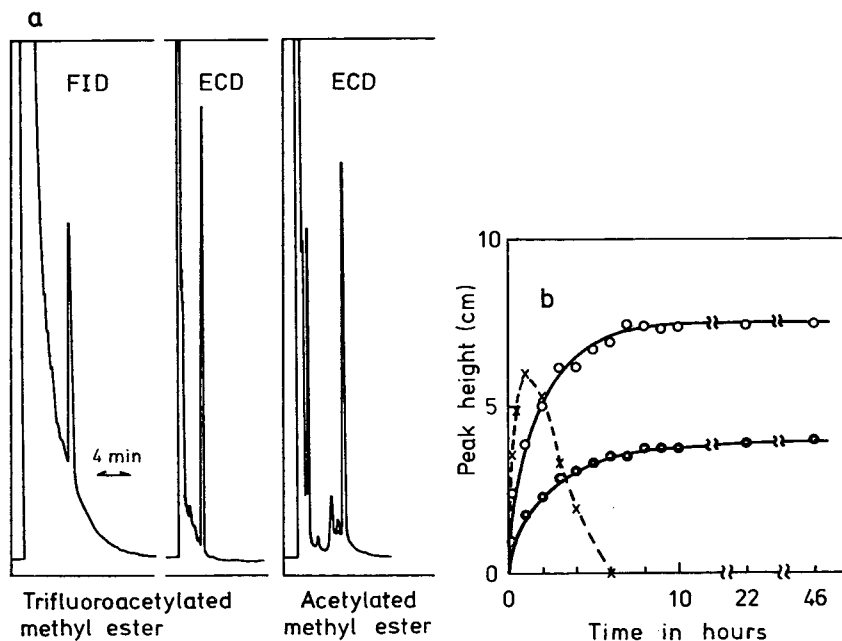 a
FID
ECD
ECD
4 min
Trifluoroacetylated
methyl ester
Acetylated
methyl ester
b
10
5
0
Peak height (cm)
0
10
22
46
Time in hours